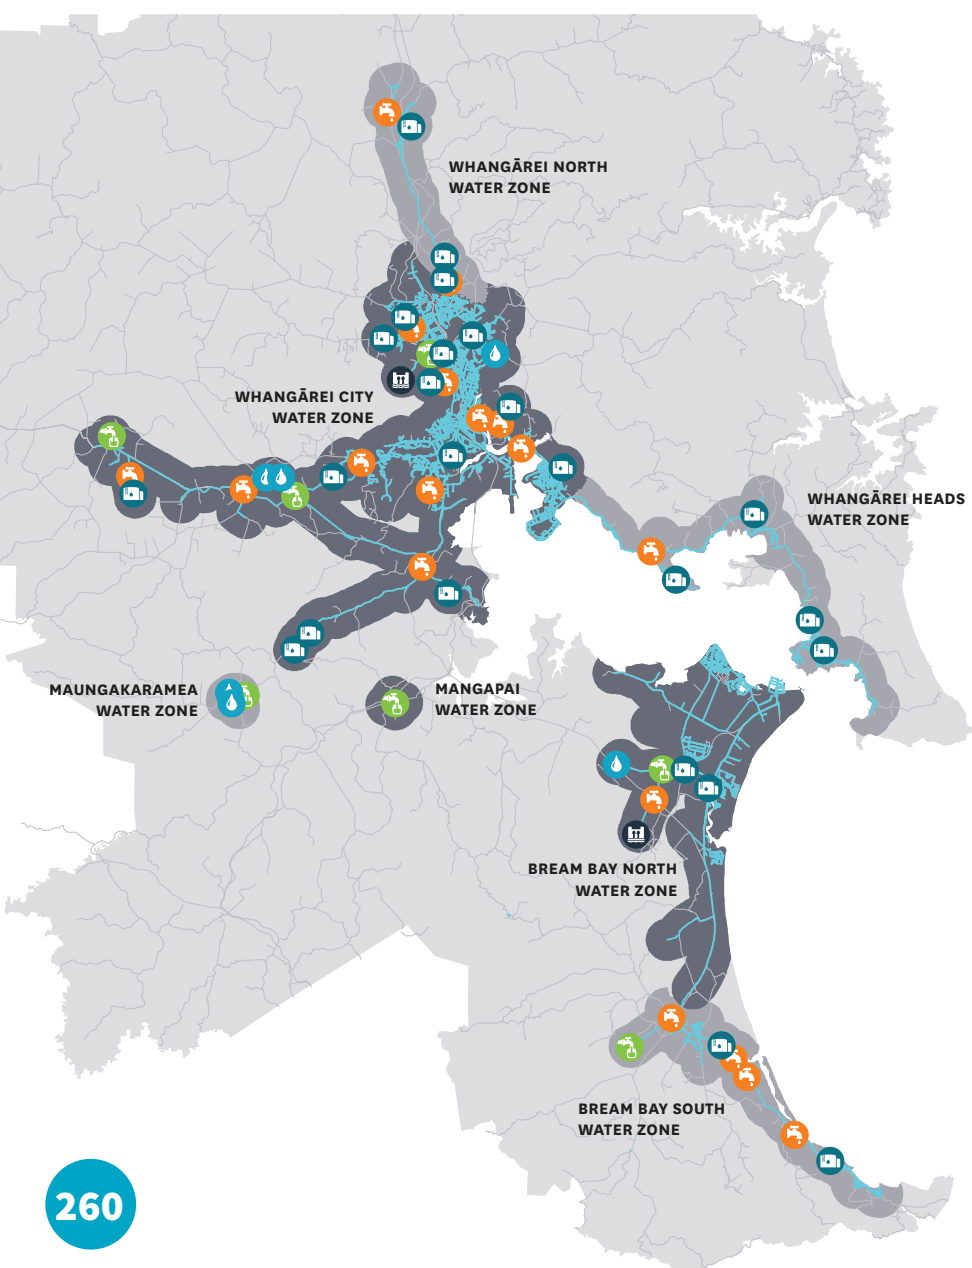 WHANGĀREI NORTH
WATER ZONE
WHANGĀREI CITY
WATER ZONE
WHANGĀREI HEADS
WATER ZONE
MAUNGAKARAMEA
WATER ZONE
MANGAPAI
WATER ZONE
BREAM BAY NORTH
WATER ZONE
BREAM BAY SOUTH
WATER ZONE
260